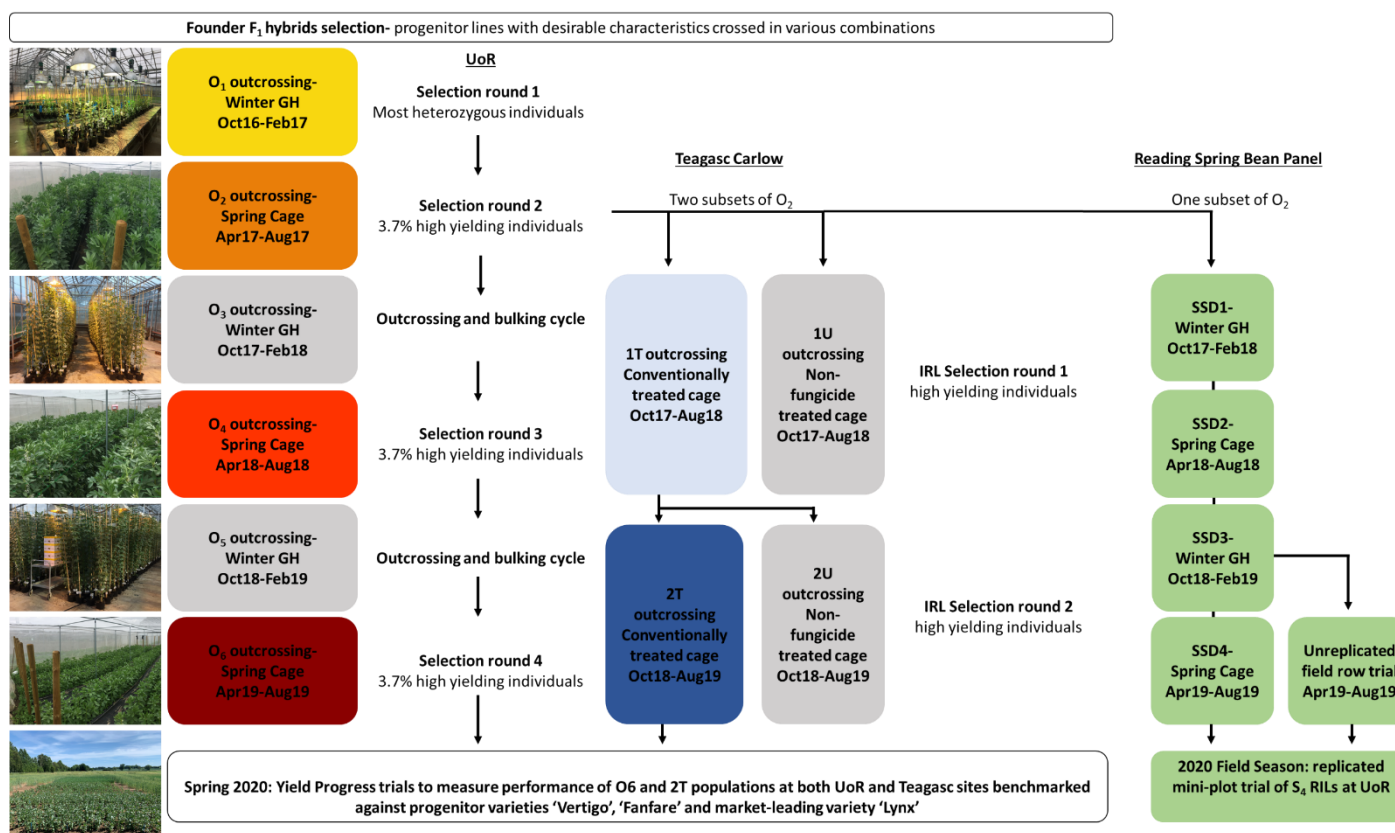 Founder F₁ hybrids selection- progenitor lines with desirable characteristics crossed in various combinations
O₁ outcrossing-
Winter GH
Oct16-Feb17
O₂ outcrossing-
Spring Cage
Apr17-Aug17
O₃ outcrossing-
Winter GH
Oct17-Feb18
O₄ outcrossing-
Spring Cage
Apr18-Aug18
O₅ outcrossing-
Winter GH
Oct18-Feb19
O₆ outcrossing-
Spring Cage
Apr19-Aug19
UoR
Selection round 1
Most heterozygous individuals
Selection round 2
3.7% high yielding individuals
Outcrossing and bulking cycle
Selection round 3
3.7% high yielding individuals
Outcrossing and bulking cycle
Selection round 4
3.7% high yielding individuals
Teagasc Carlow
Two subsets of O₂
1T outcrossing
Conventionally
treated cage
Oct17-Aug18
1U
outcrossing
Non-
fungicide
treated cage
Oct17-Aug18
IRL Selection round 1
high yielding individuals
2T
outcrossing
Conventionally
treated cage
Oct18-Aug19
2U
outcrossing
Non-
fungicide
treated cage
Oct18-Aug19
IRL Selection round 2
high yielding individuals
Reading Spring Bean Panel
One subset of O₂
SSD1-
Winter GH
Oct17-Feb18
SSD2-
Spring Cage
Apr18-Aug18
SSD3-
Winter GH
Oct18-Feb19
SSD4-
Spring Cage
Apr19-Aug19
Unreplicated
field row trial
Apr19-Aug19
Spring 2020: Yield Progress trials to measure performance of O6 and 2T populations at both UoR and Teagasc sites benchmarked
against progenitor varieties ‘Vertigo’, ‘Fanfare’ and market-leading variety ‘Lynx’
2020 Field Season: replicated
mini-plot trial of S₄ RILs at UoR